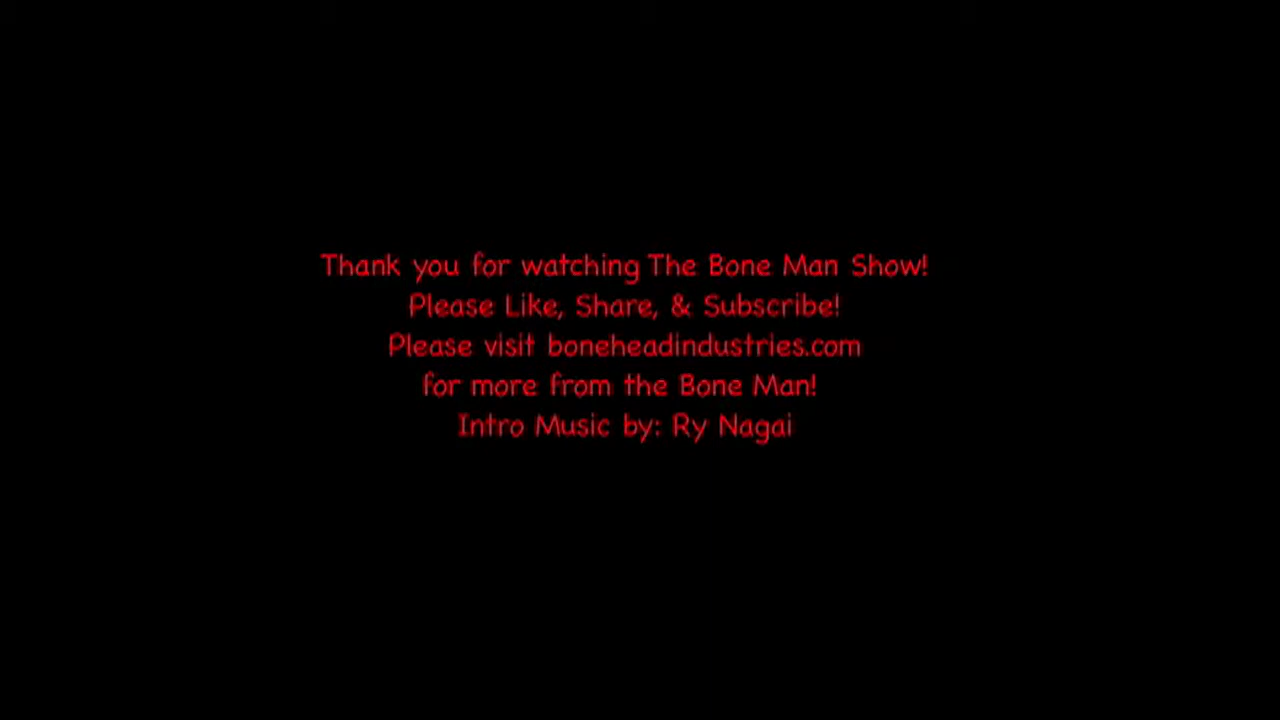 Thank you for watching The Bone Man Show!
Please Like, Share, & Subscribe!
Please visit boneheadindustries.com
for more from the Bone Man!
Intro Music by: Ry Nagai